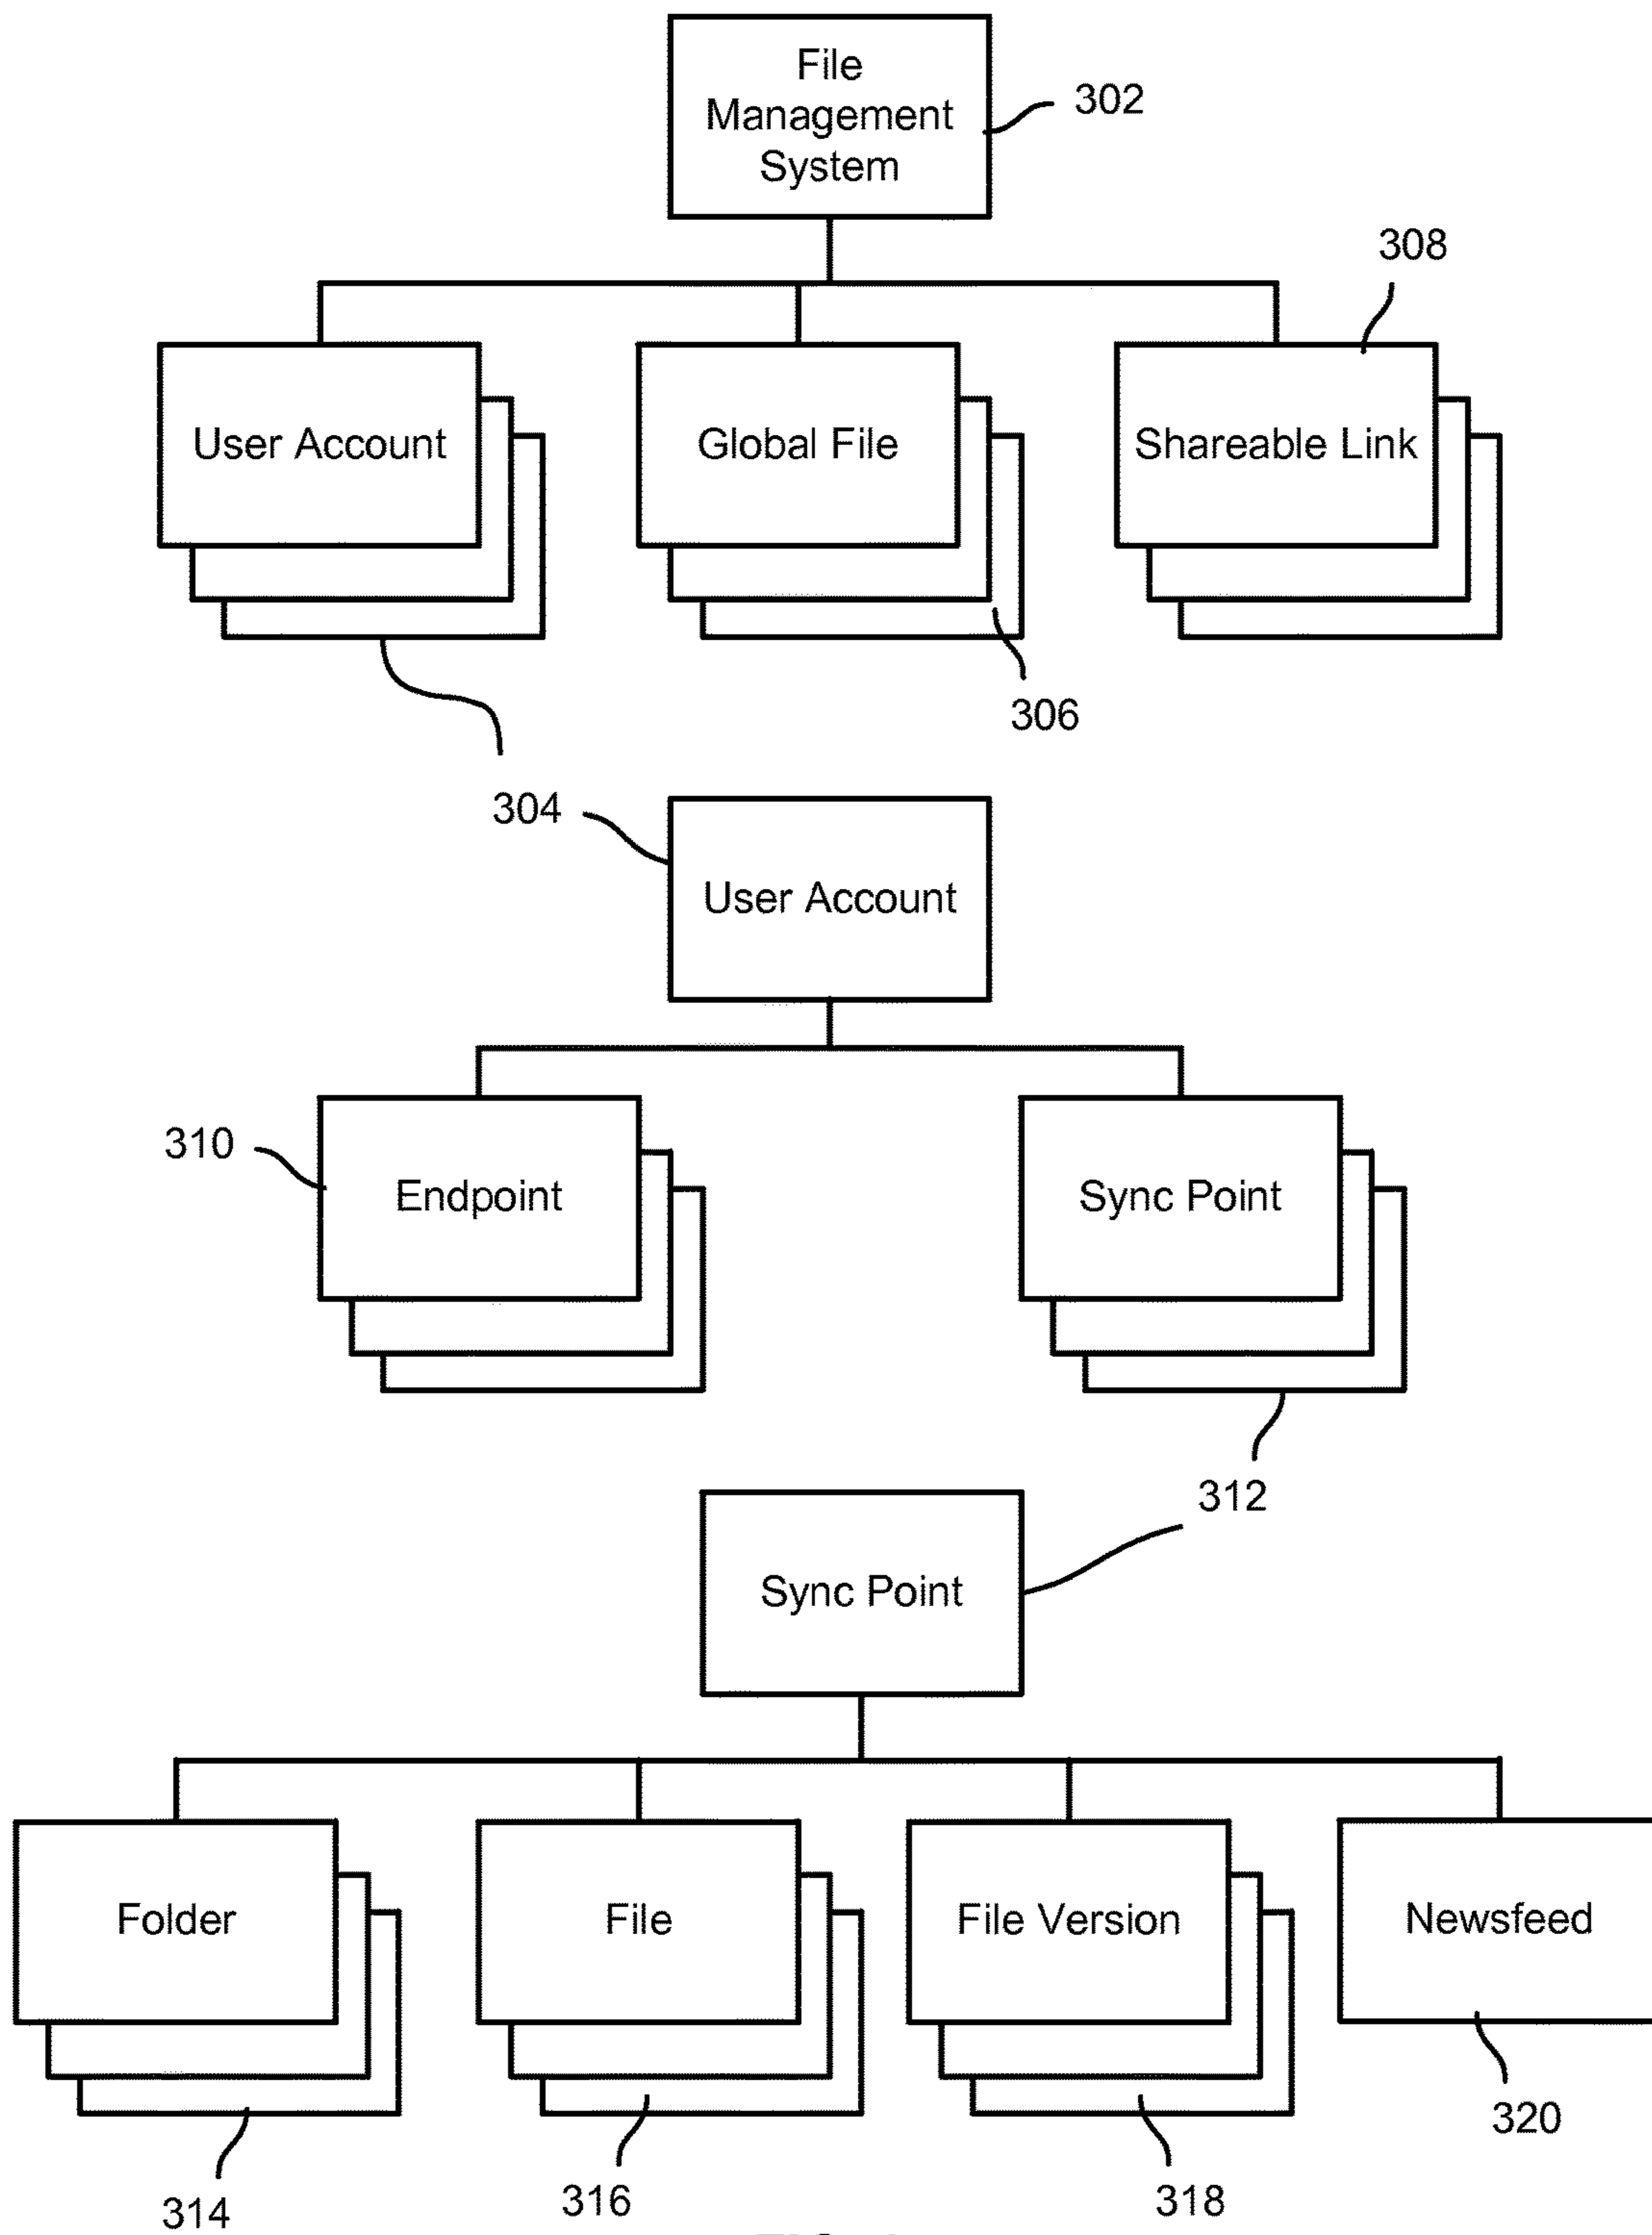 File
Management
System
302
308
User Account
Global File
Shareable Link
306
304
User Account
310
Endpoint
Sync Point
312
Sync Point
Folder
File
File Version
Newsfeed
320
314
316
318